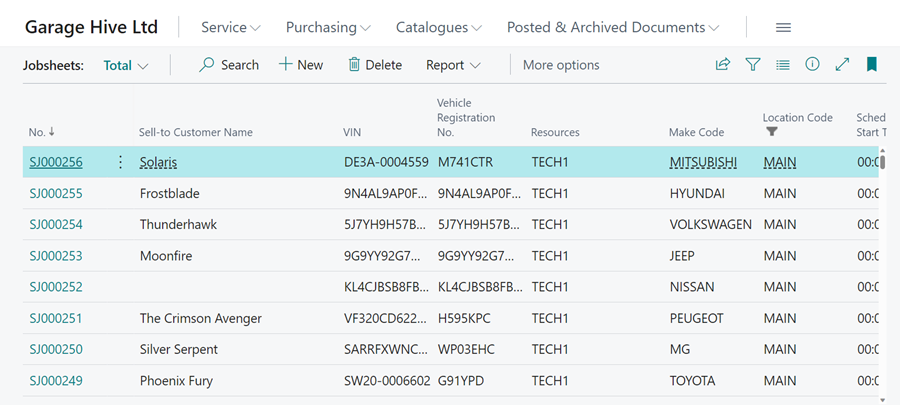 Garage Hive Ltd Service Purchasing Catalogues Posted & Archived Documents
Jobsheets: Total Search New Delete Report More options
No. Sell-to Customer Name VIN Vehicle Registration No. Resources Make Code Location Code Sched Start T
SJ000256 Solaris DE3A-0004559 M741CTR TECH1 MITSUBISHI MAIN 00:0
SJ000255 Frostblade 9N4AL9AP0F... 9N4AL9AP0F... TECH1 HYUNDAI MAIN 00:0
SJ000254 Thunderhawk 5J7YH9H57B... 5J7YH9H57B... TECH1 VOLKSWAGEN MAIN 00:0
SJ000253 Moonfire 9G9YY92G7... 9G9YY92G7... TECH1 JEEP MAIN 00:0
SJ000252 KL4CJBSB8FB... KL4CJBSB8FB... TECH1 NISSAN MAIN 00:0
SJ000251 The Crimson Avenger VF320CD622... H595KPC TECH1 PEUGEOT MAIN 00:0
SJ000250 Silver Serpent SARRFXWNC... WP03EHC TECH1 MG MAIN 00:0
SJ000249 Phoenix Fury SW20-0006602 G91YPD TECH1 TOYOTA MAIN 00:0